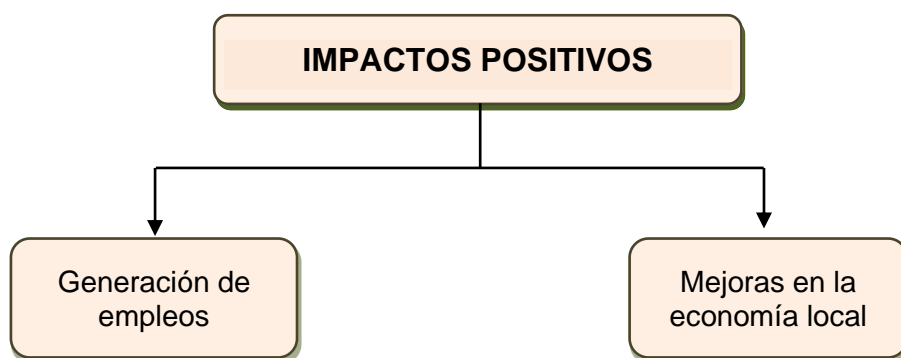 IMPACTOS POSITIVOS
Generación de
empleos
Mejoras en la
economía local